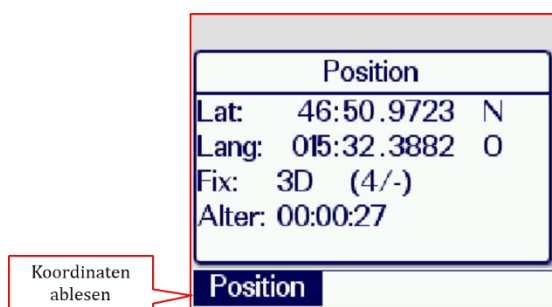 Position
Lat: 46:50.9723 N
Lang: 015:32.3882 O
Fix: 3D (4/-)
Alter: 00:00:27
Koordinaten
ablesen
Position